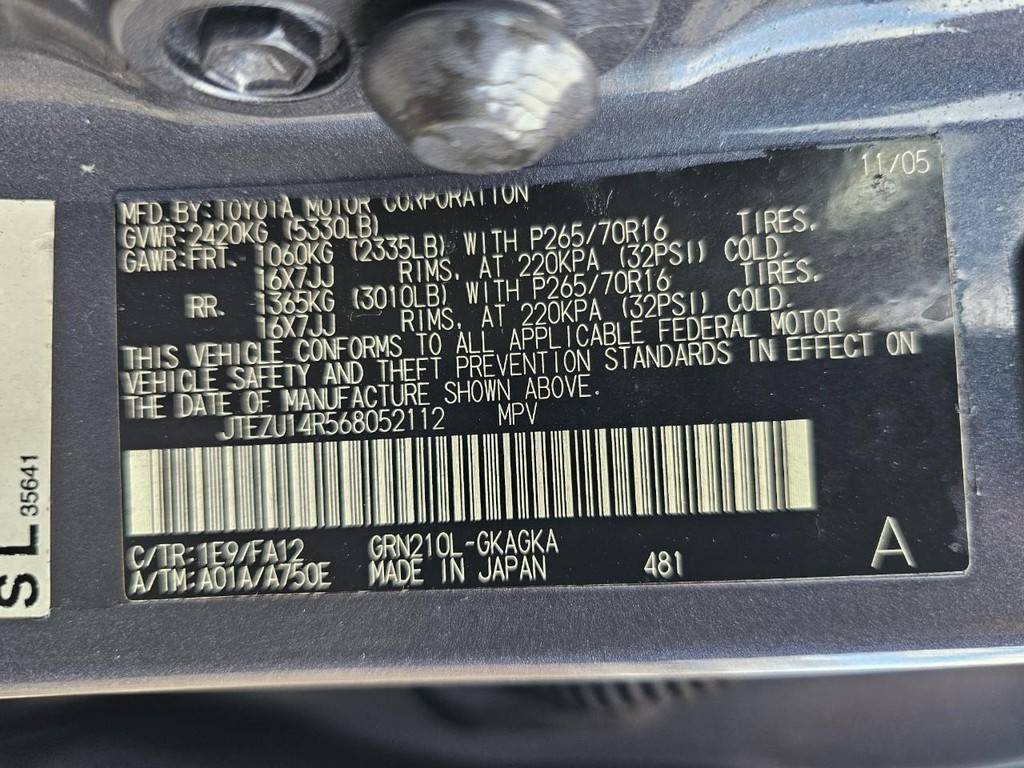 11/05
MFD.BY:TOYOTA MOTOR CORPORATION
GVWR:2420KG (5330LB)
GAWR:FRT. 1060KG (2335LB) WITH P265/70R16 TIRES.
16X7JJ RIMS, AT 220KPA (32PSI) COLD.
RR. 1365KG (3010LB) WITH P265/70R16 TIRES.
16X7JJ RIMS, AT 220KPA (32PSI) COLD.
THIS VEHICLE CONFORMS TO ALL APPLICABLE FEDERAL MOTOR
VEHICLE SAFETY AND THEFT PREVENTION STANDARDS IN EFFECT ON
THE DATE OF MANUFACTURE SHOWN ABOVE.
JTEZU14R568052112 MPV
C/TR:1E9/FA12 GRN210L-GKAGKA
A/TM:A01A/A750E MADE IN JAPAN 481
A
S L 35641